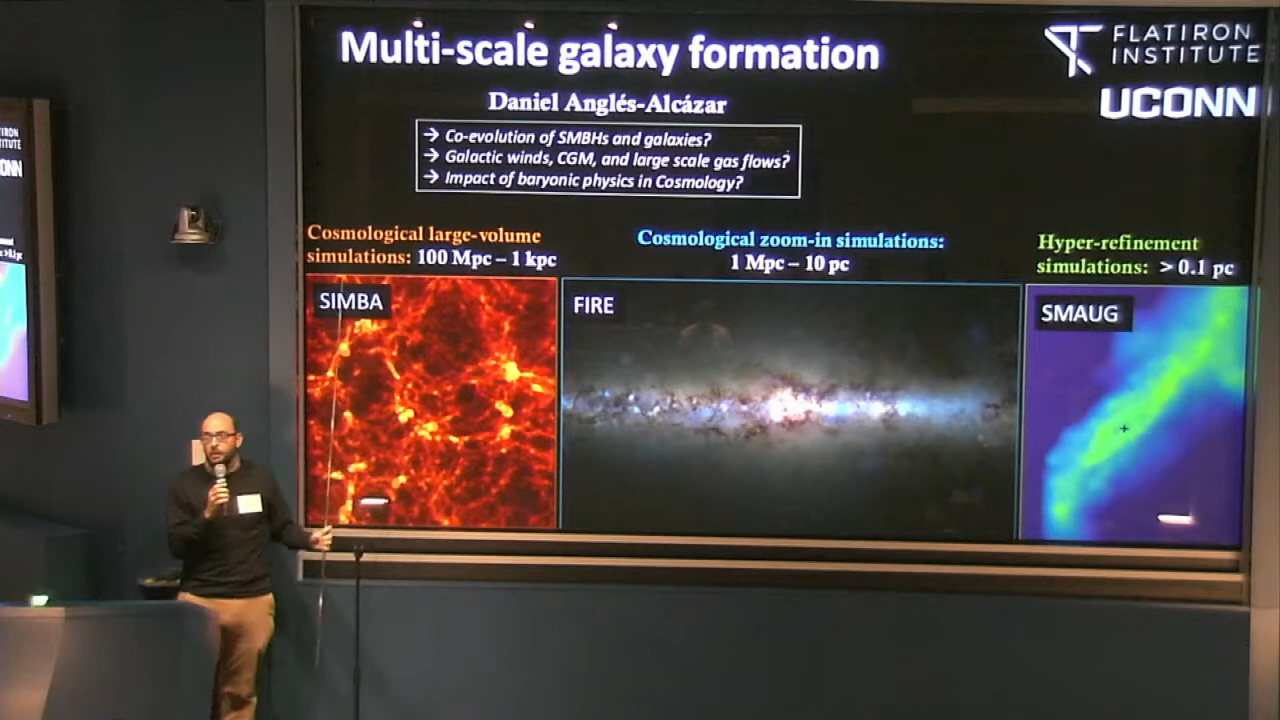 Multi-scale galaxy formation
FLATIRON
INSTITUTE
UCONN
Daniel Anglés-Alcázar
→ Co-evolution of SMBHs and galaxies?
→ Galactic winds, CGM, and large scale gas flows?
→ Impact of baryonic physics in Cosmology?
Cosmological large-volume
simulations: 100 Mpc – 1 kpc
Cosmological zoom-in simulations:
1 Mpc – 10 pc
Hyper-refinement
simulations: > 0.1 pc
SIMBA
FIRE
SMAUG